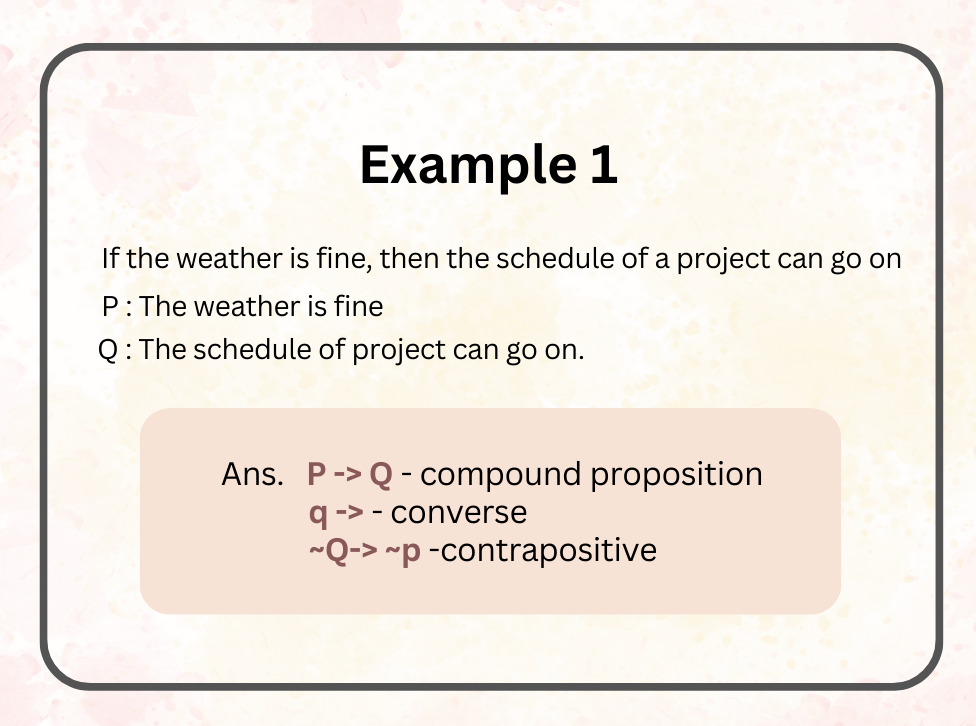 Example 1
If the weather is fine, then the schedule of a project can go on
P : The weather is fine
Q : The schedule of project can go on.
Ans. P -> Q - compound proposition
q -> - converse
~Q-> ~p -contrapositive